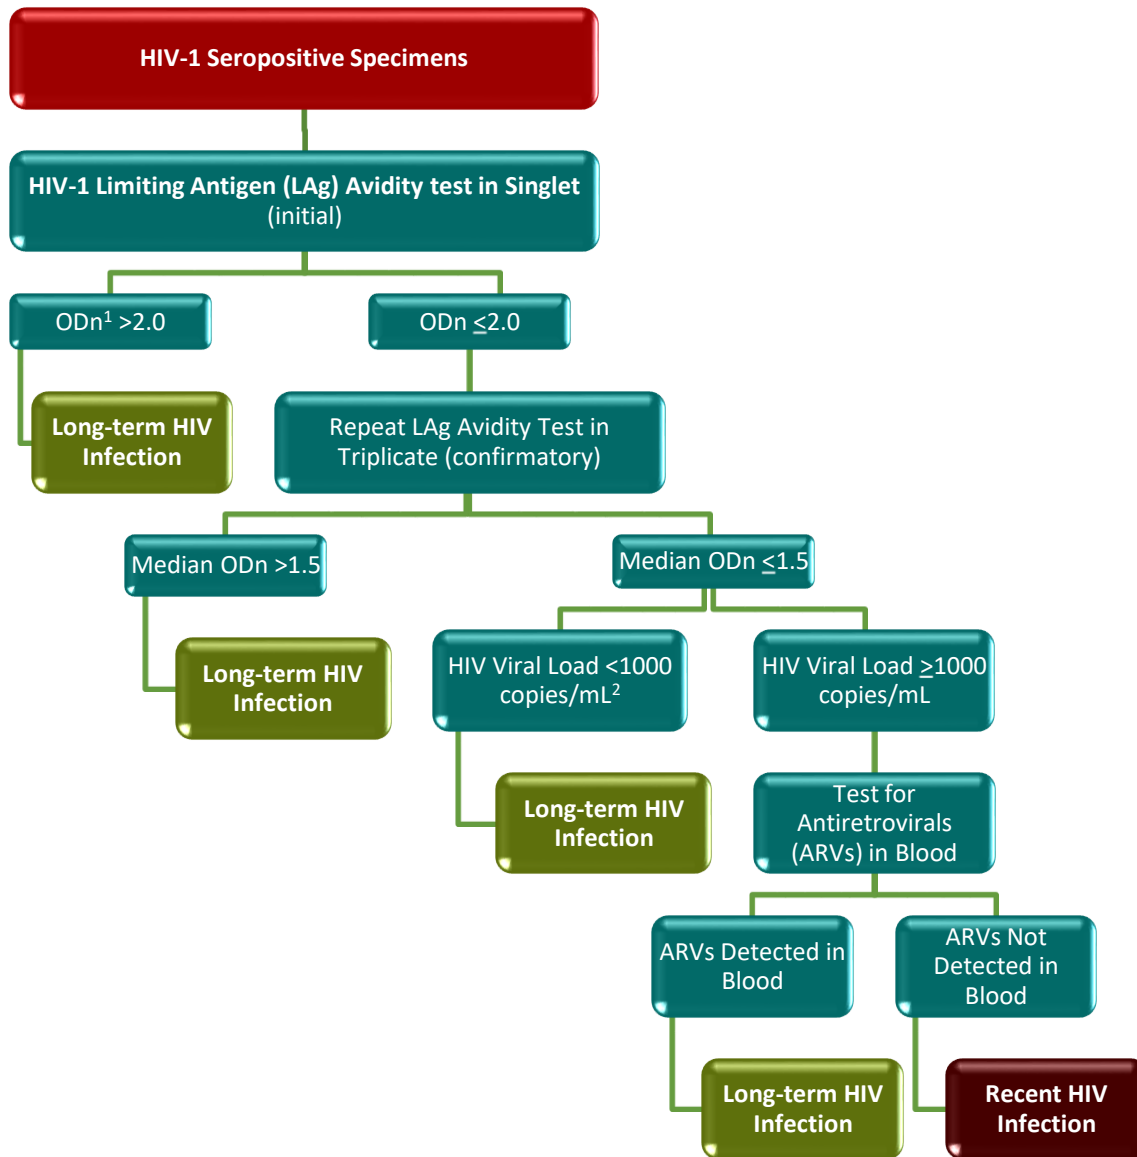 HIV-1 Seropositive Specimens
HIV-1 Limiting Antigen (LAg) Avidity test in Singlet
(initial)
ODn¹ >2.0
ODn ≤2.0
Long-term HIV
Infection
Repeat LAg Avidity Test in
Triplicate (confirmatory)
Median ODn >1.5
Median ODn ≤1.5
Long-term HIV
Infection
HIV Viral Load <1000
copies/mL²
HIV Viral Load ≥1000
copies/mL
Long-term HIV
Infection
Test for
Antiretrovirals
(ARVs) in Blood
ARVs Detected in
Blood
ARVs Not
Detected in
Blood
Long-term HIV
Infection
Recent HIV
Infection